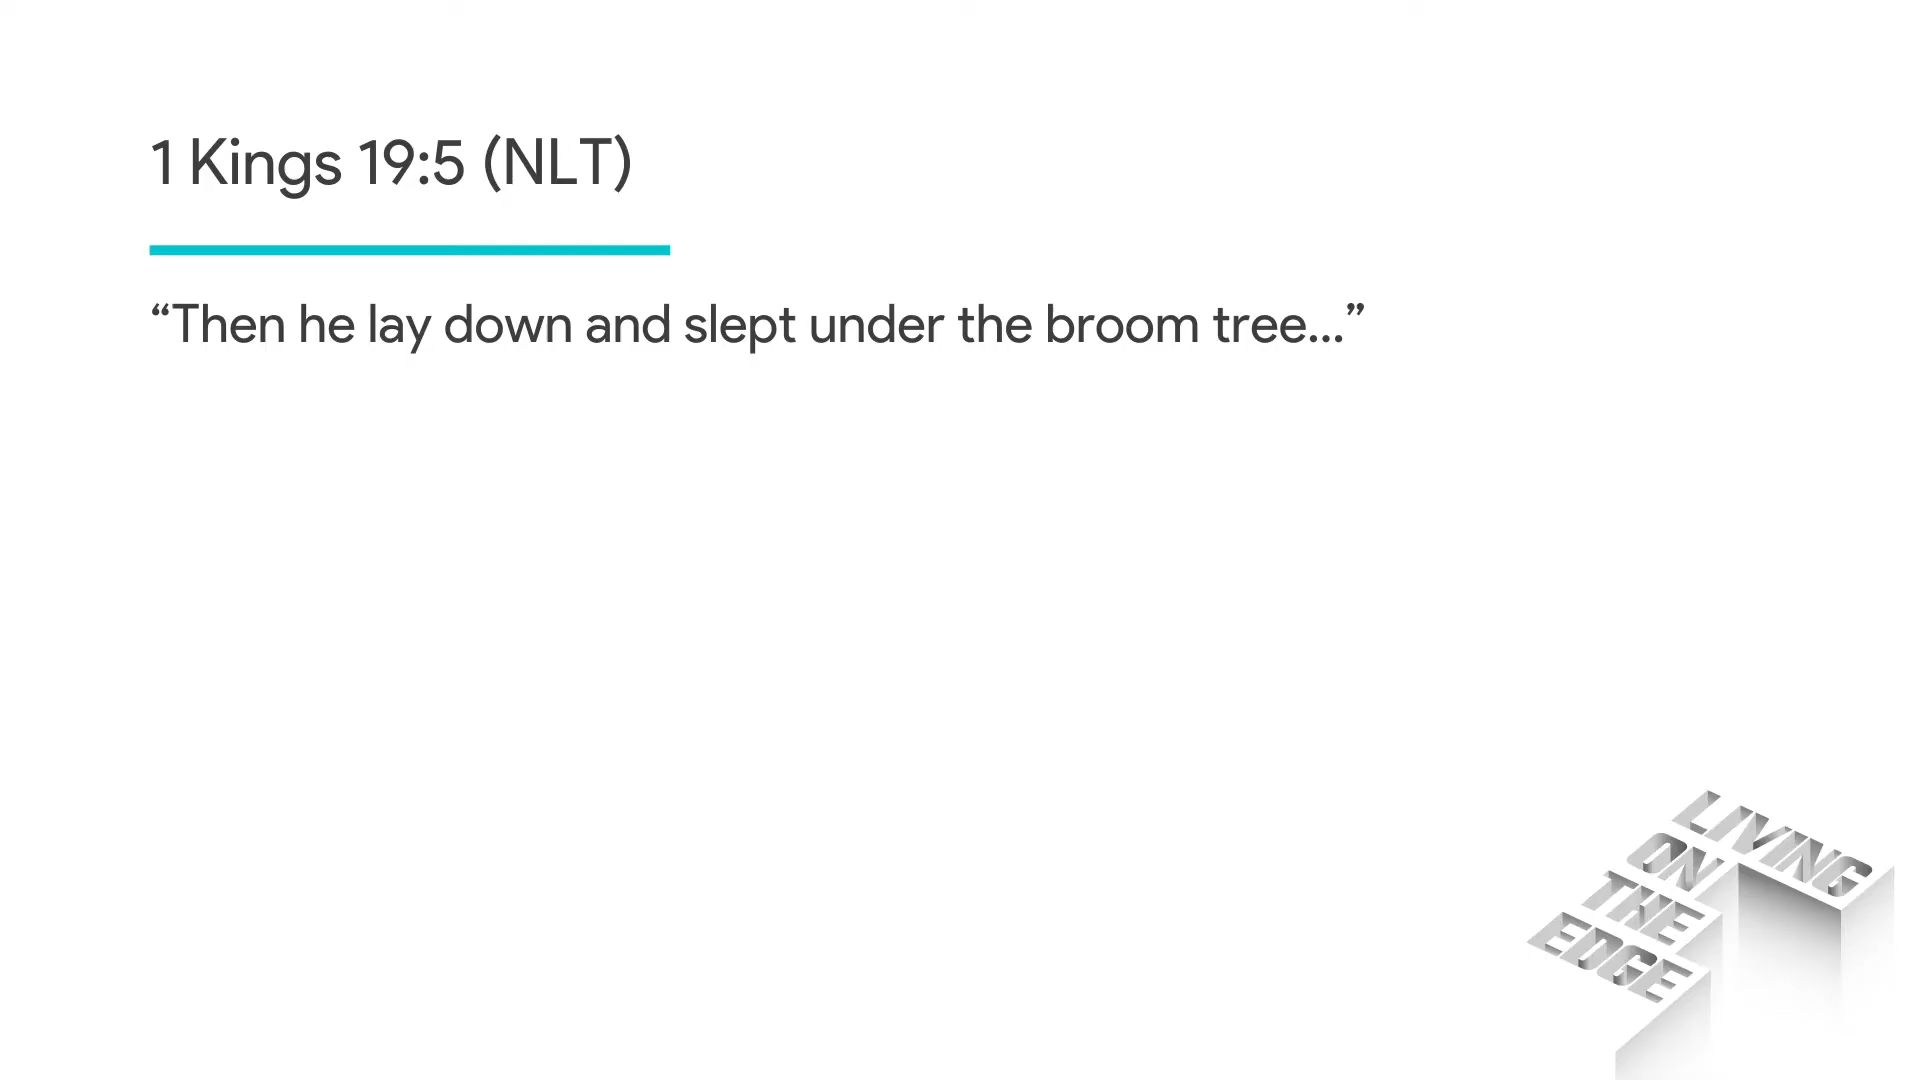 1 Kings 19:5 (NLT)
“Then he lay down and slept under the broom tree...”
LIVING
ON
THE
EDGE